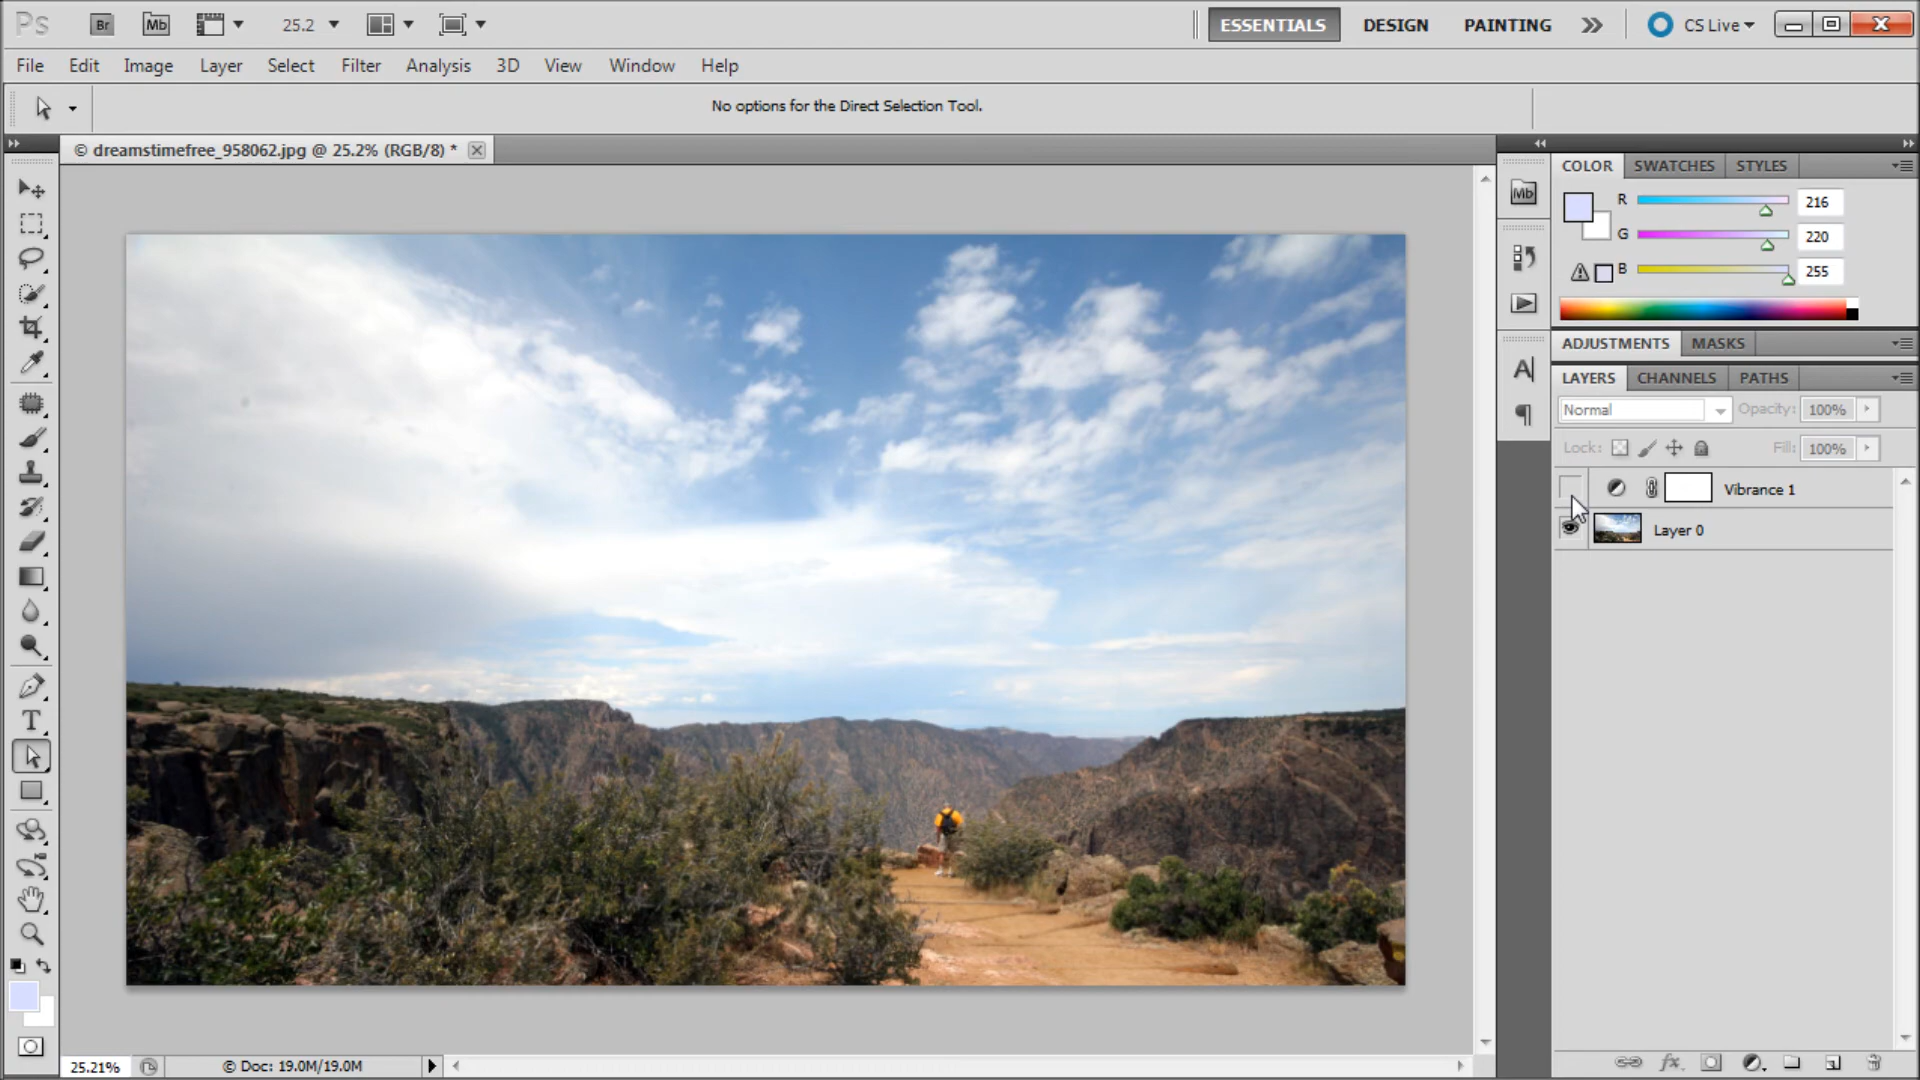 Ps Br Mb 25.2 ESSENTIALS DESIGN PAINTING CS Live
File Edit Image Layer Select Filter Analysis 3D View Window Help
No options for the Direct Selection Tool.
© dreamstimefree_958062.jpg @ 25.2% (RGB/8) *
COLOR SWATCHES STYLES
Mb
R 216
G 220
B 255
ADJUSTMENTS MASKS
A
LAYERS CHANNELS PATHS
Normal Opacity: 100%
Lock: Fill: 100%
Vibrance 1
Layer 0
T
fx
25.21% © Doc: 19.0M/19.0M